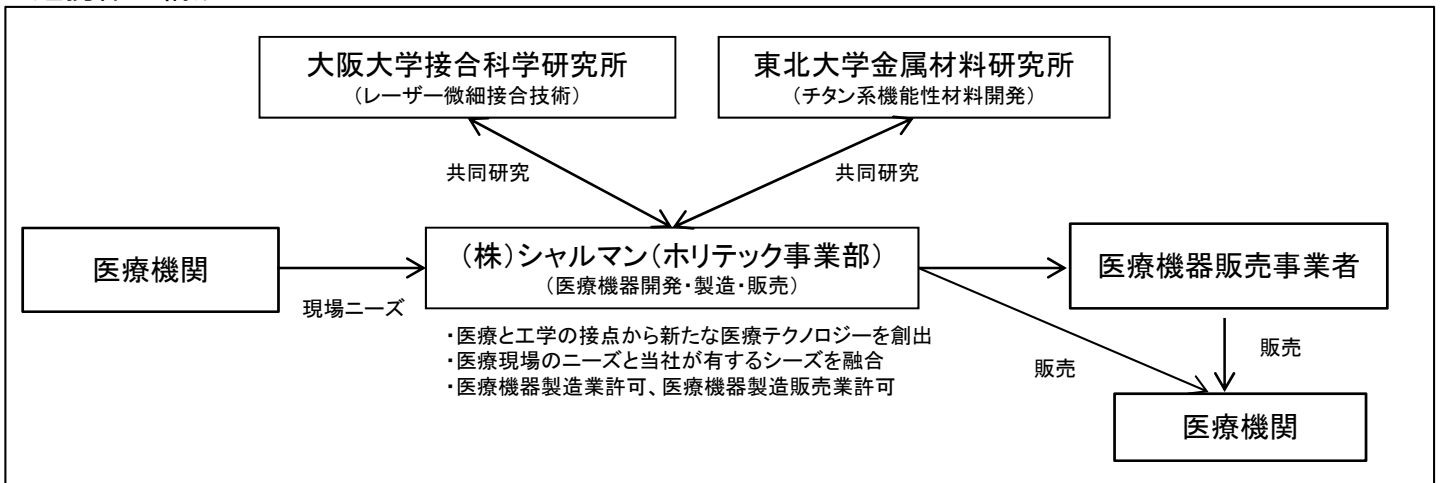 大阪大学接合科学研究所
（レーザー微細接合技術）
東北大学金属材料研究所
（チタン系機能性材料開発）
共同研究
共同研究
医療機関
現場ニーズ
（株）シャルマン（ホリテック事業部）
（医療機器開発・製造・販売）
・医療と工学の接点から新たな医療テクノロジーを創出
・医療現場のニーズと当社が有するシーズを融合
・医療機器製造業許可、医療機器製造販売業許可
医療機器販売事業者
販売
販売
医療機関